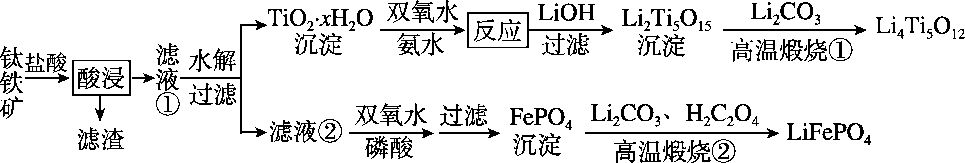 钛铁矿 盐酸 酸浸 滤液① 水解 过滤
滤渣
TiO₂·xH₂O 沉淀 双氧水 氨水 反应 LiOH 过滤 Li₂Ti₅O₁₅ 沉淀 Li₂CO₃ 高温煅烧① Li₄Ti₅O₁₂
滤液② 双氧水 磷酸 过滤 FePO₄ 沉淀 Li₂CO₃、H₂C₂O₄ 高温煅烧② LiFePO₄